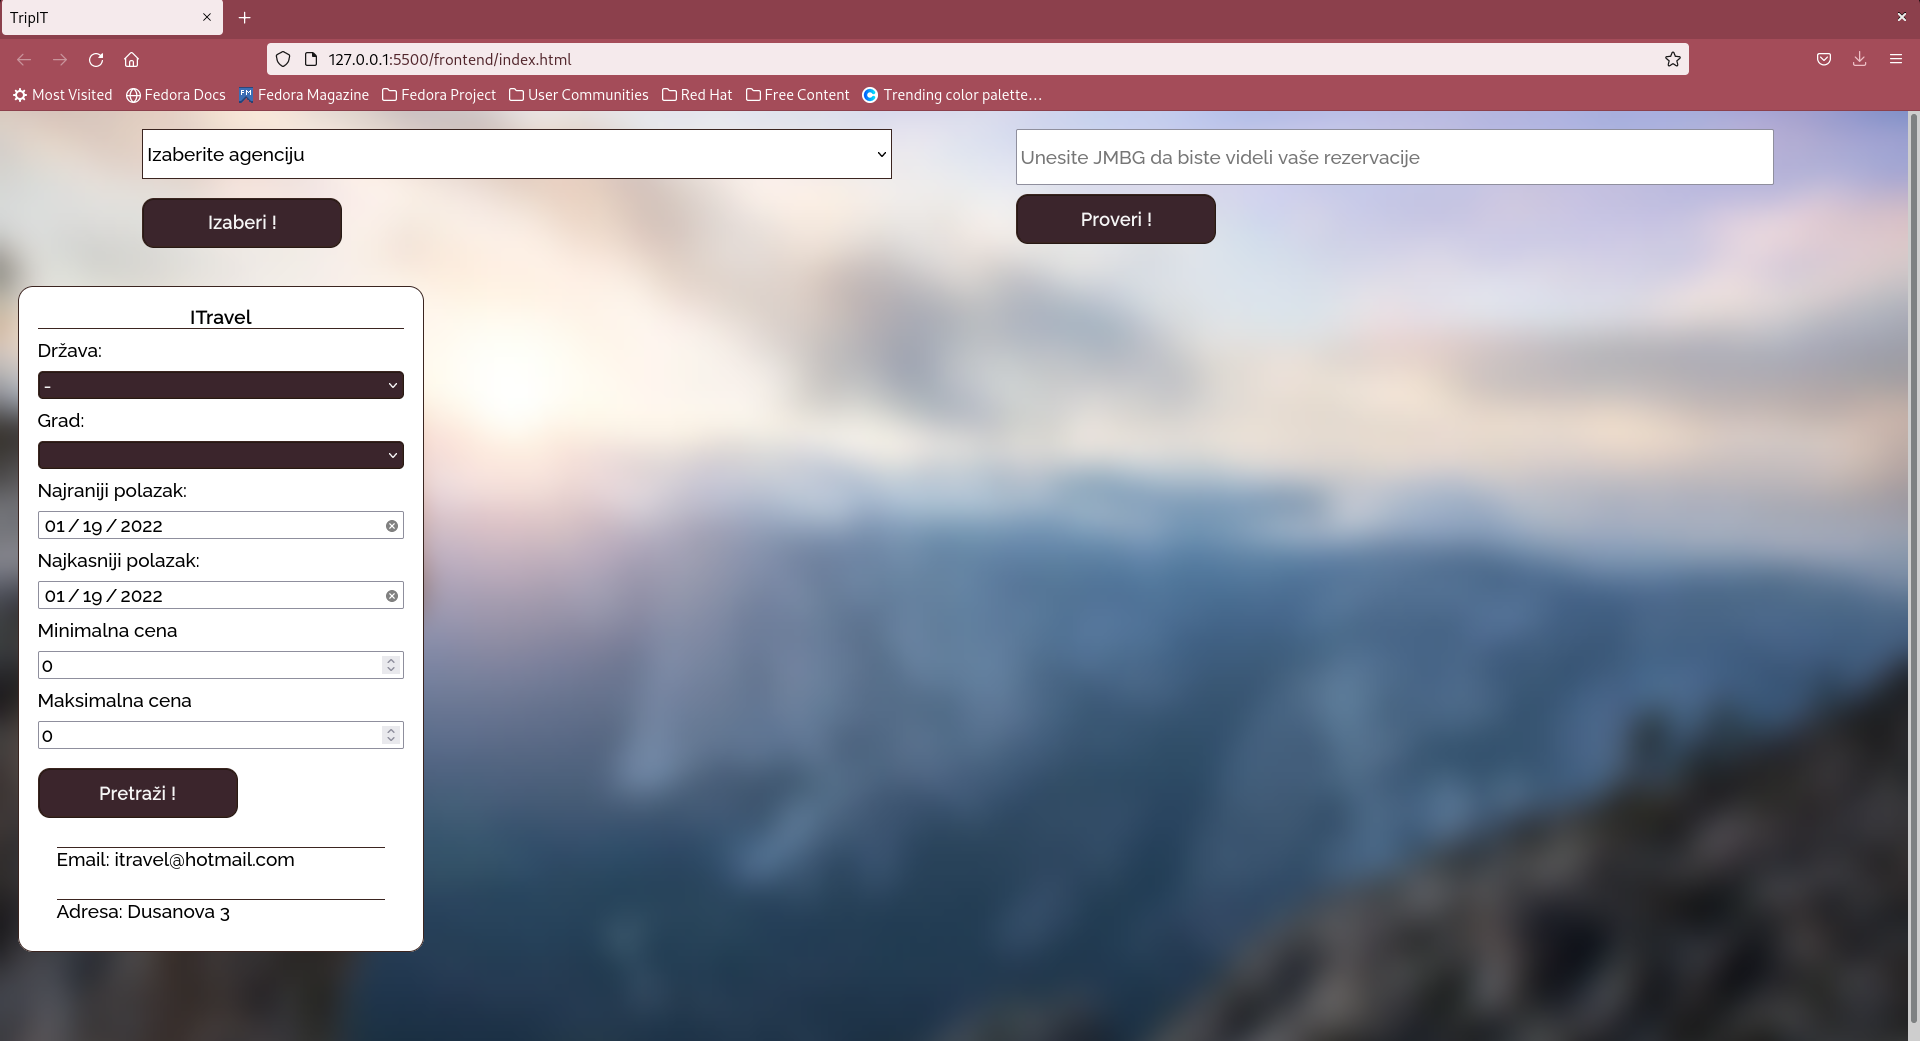 TripIT
127.0.0.1:5500/frontend/index.html
Most Visited Fedora Docs FM Fedora Magazine Fedora Project User Communities Red Hat Free Content Trending color palette…
Izaberite agenciju
Unesite JMBG da biste videli vaše rezervacije
Izaberi !
Proveri !
ITravel
Država:
-
Grad:
Najraniji polazak:
01 / 19 / 2022
Najkasniji polazak:
01 / 19 / 2022
Minimalna cena
0
Maksimalna cena
0
Pretraži !
Email: itravel@hotmail.com
Adresa: Dusanova 3